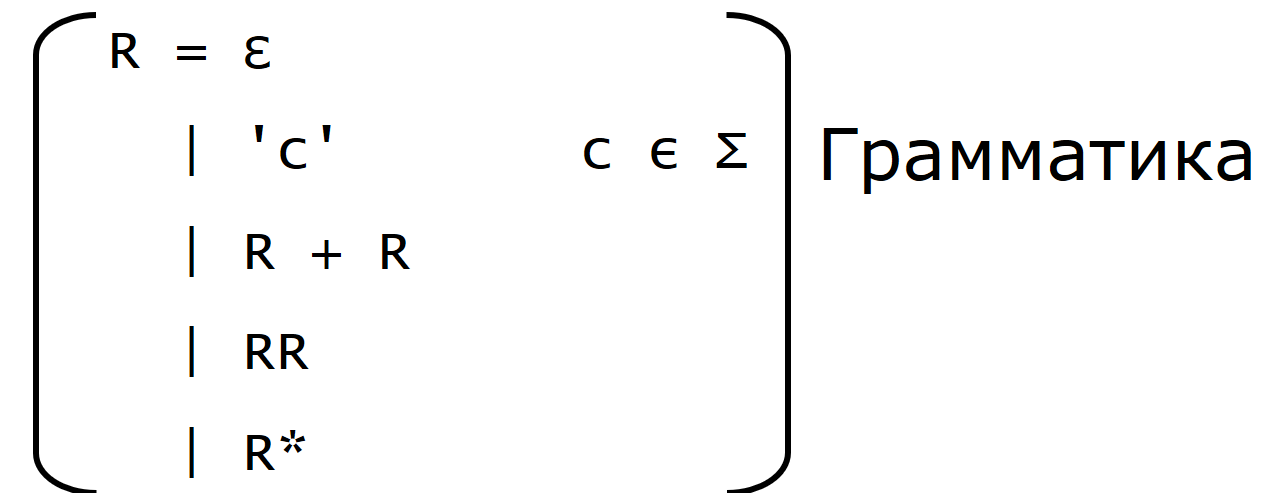 R = ε
| 'c' c ϵ Σ
Грамматика
| R + R
| RR
| R*